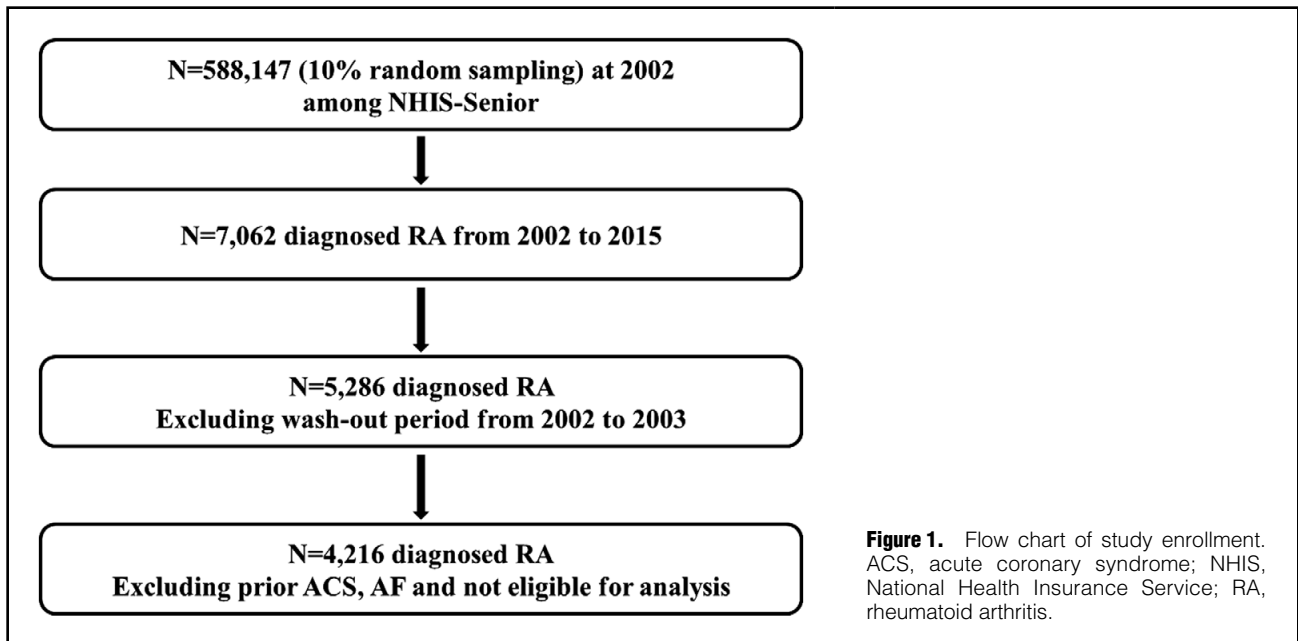 N=588,147 (10% random sampling) at 2002
among NHIS-Senior
N=7,062 diagnosed RA from 2002 to 2015
N=5,286 diagnosed RA
Excluding wash-out period from 2002 to 2003
N=4,216 diagnosed RA
Excluding prior ACS, AF and not eligible for analysis
Figure 1. Flow chart of study enrollment.
ACS, acute coronary syndrome; NHIS,
National Health Insurance Service; RA,
rheumatoid arthritis.